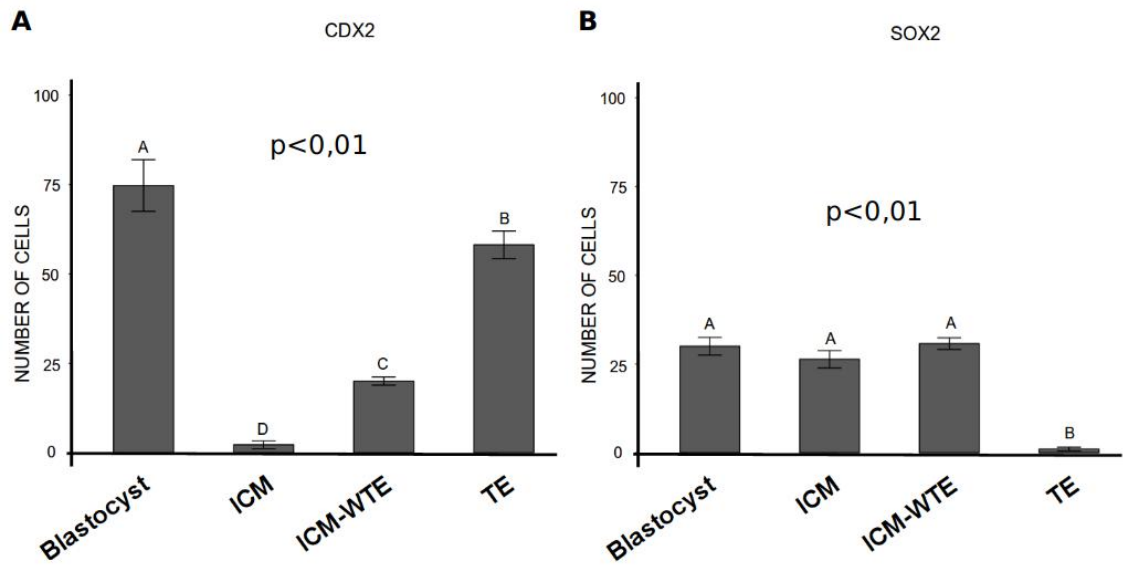 A
CDX2
NUMBER OF CELLS
100
75
50
25
0
p<0,01
A
D
C
B
Blastocyst
ICM
ICM-WTE
TE
B
SOX2
NUMBER OF CELLS
100
75
50
25
0
p<0,01
A
A
A
B
Blastocyst
ICM
ICM-WTE
TE